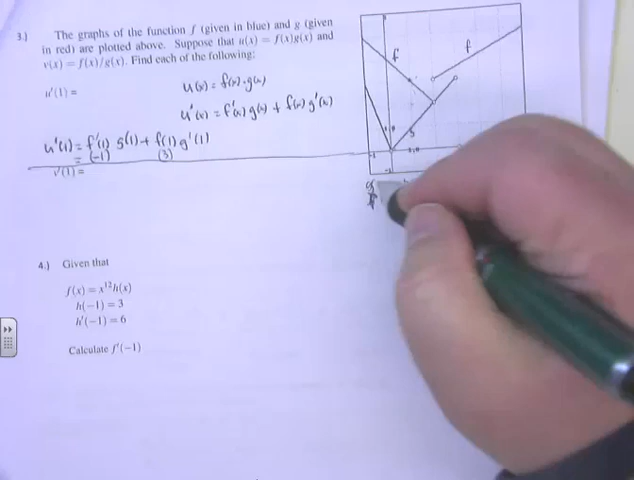 3.) The graphs of the function f (given in blue) and g (given
in red) are plotted above. Suppose that u(x) = f(x)g(x) and
v(x) = f(x)/g(x). Find each of the following:
u'(1) =
u(x) = f(x)·g(x)
u'(x) = f'(x) g(x) + f(x) g'(x)
u'(1) = f'(1) g(1) + f(1) g'(1)
= (-1) (3)
v'(1) =
f
f
g
4.) Given that
f(x) = x¹²h(x)
h(−1) = 3
h'(−1) = 6
Calculate f'(−1)